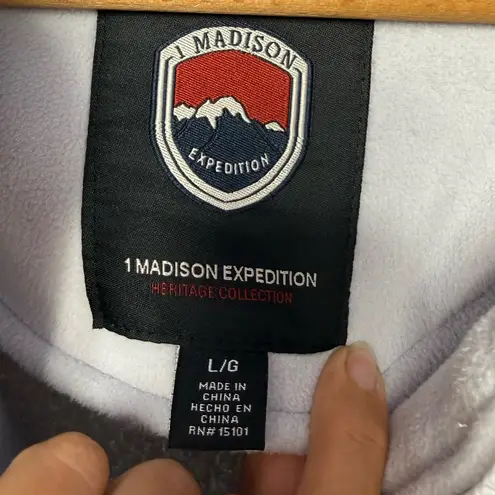 1 MADISON
EXPEDITION
1 MADISON EXPEDITION
HERITAGE COLLECTION
L/G
MADE IN
CHINA
HECHO EN
CHINA
RN# 15101